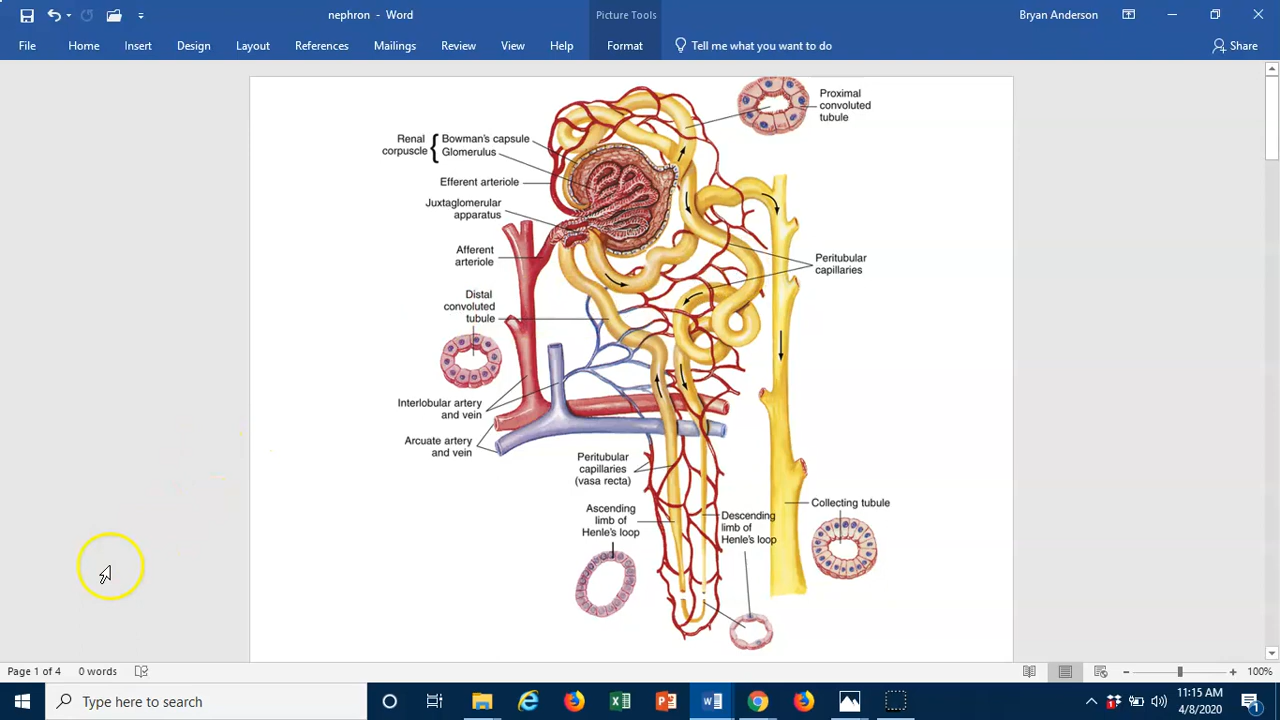 nephron - Word
Picture Tools
Bryan Anderson
File Home Insert Design Layout References Mailings Review View Help Format Tell me what you want to do Share
Proximal
convoluted
tubule
Renal
corpuscle
Bowman's capsule
Glomerulus
Efferent arteriole
Juxtaglomerular
apparatus
Afferent
arteriole
Peritubular
capillaries
Distal
convoluted
tubule
Interlobular artery
and vein
Arcuate artery
and vein
Peritubular
capillaries
(vasa recta)
Ascending
limb of
Henle's loop
Descending
limb of
Henle's loop
Collecting tubule
Page 1 of 4 0 words 100%
Type here to search
11:15 AM
4/8/2020
1